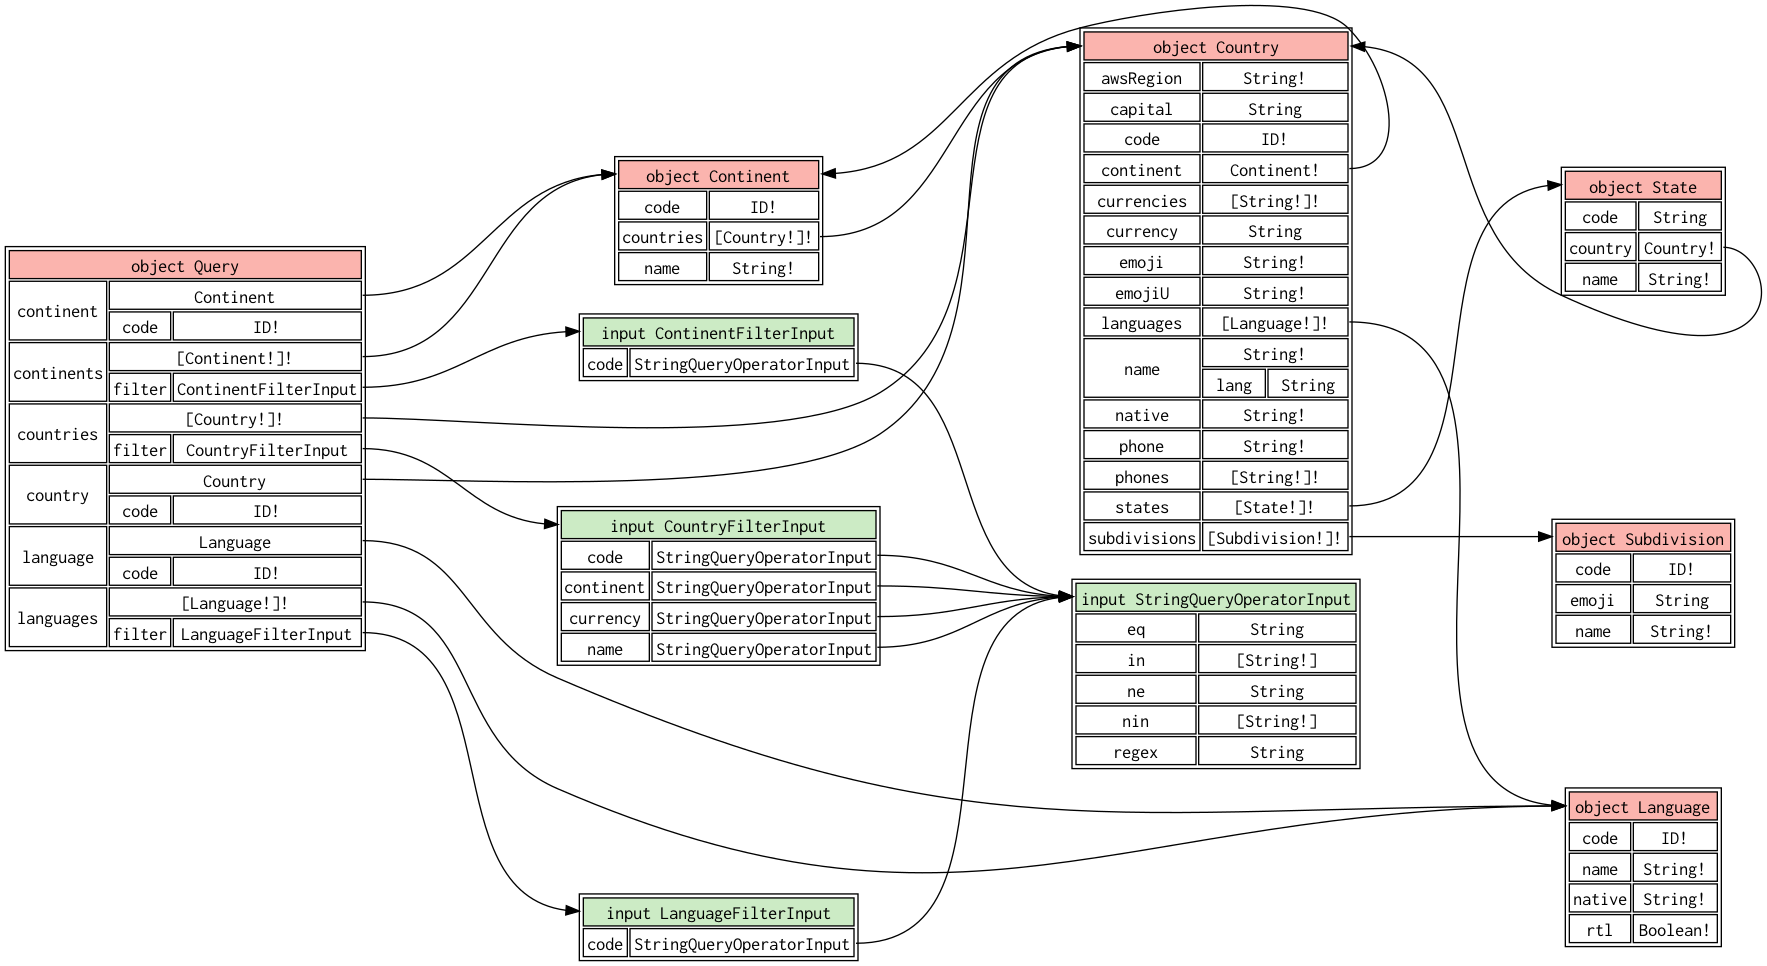 object Query
continent
Continent
code ID!
continents
[Continent!]!
filter ContinentFilterInput
countries
[Country!]!
filter CountryFilterInput
country
Country
code ID!
language
Language
code ID!
languages
[Language!]!
filter LanguageFilterInput
object Continent
code ID!
countries [Country!]!
name String!
input ContinentFilterInput
code StringQueryOperatorInput
input CountryFilterInput
code StringQueryOperatorInput
continent StringQueryOperatorInput
currency StringQueryOperatorInput
name StringQueryOperatorInput
input LanguageFilterInput
code StringQueryOperatorInput
object Country
awsRegion String!
capital String
code ID!
continent Continent!
currencies [String!]!
currency String
emoji String!
emojiU String!
languages [Language!]!
name
String!
lang String
native String!
phone String!
phones [String!]!
states [State!]!
subdivisions [Subdivision!]!
input StringQueryOperatorInput
eq String
in [String!]
ne String
nin [String!]
regex String
object State
code String
country Country!
name String!
object Subdivision
code ID!
emoji String
name String!
object Language
code ID!
name String!
native String!
rtl Boolean!